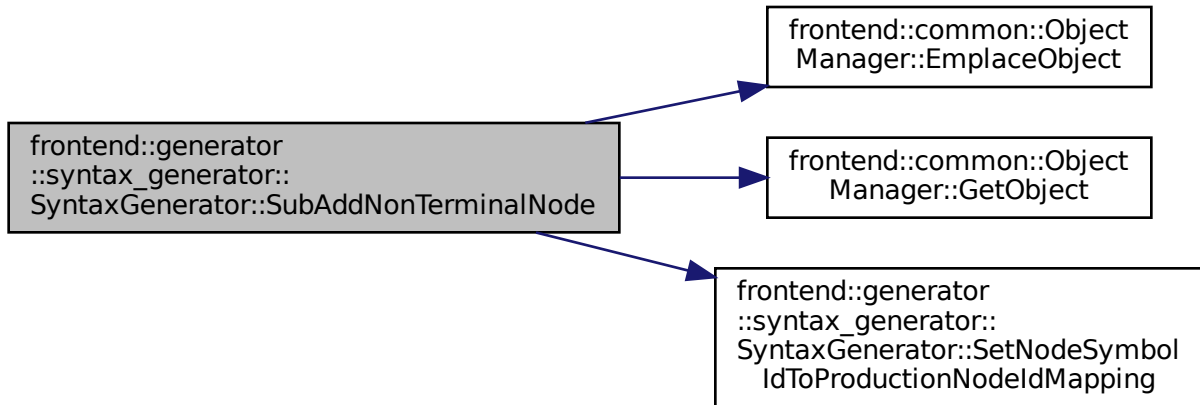 frontend::common::Object
Manager::EmplaceObject
frontend::generator
::syntax_generator::
SyntaxGenerator::SubAddNonTerminalNode
frontend::common::Object
Manager::GetObject
frontend::generator
::syntax_generator::
SyntaxGenerator::SetNodeSymbol
IdToProductionNodeIdMapping